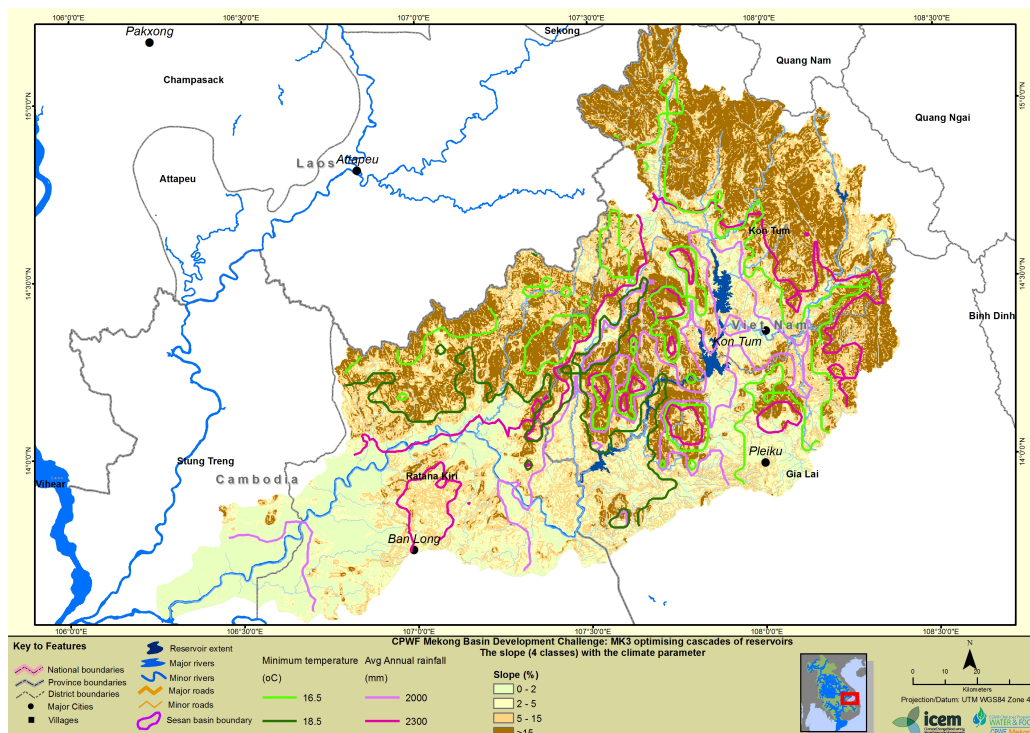 106°0'0"E
106°30'0"E
107°0'0"E
107°30'0"E
108°0'0"E
108°30'0"E
Pakxong
Sekong
Quang Nam
Champasack
15°0'0"N
15°0'0"N
Quang Ngai
Laos
Attapeu
Attapeu
Kon Tum
14°30'0"N
14°30'0"N
Binh Dinh
Viet Nam
Kon Tum
Pleiku
14°0'0"N
14°0'0"N
Stung Treng
Ratana Kiri
Gia Lai
Cambodia
Vihear
Ban Long
106°0'0"E
106°30'0"E
107°0'0"E
107°30'0"E
108°0'0"E
108°30'0"E
CPWF Mekong Basin Development Challenge: MK3 optimising cascades of reservoirs
The slope (4 classes) with the climate parameter
Key to Features
National boundaries
Province boundaries
District boundaries
Major Cities
Villages
Reservoir extent
Major rivers
Minor rivers
Major roads
Minor roads
Sesan basin boundary
Minimum temperature
(oC)
16.5
18.5
Avg Annual rainfall
(mm)
2000
2300
Slope (%)
0 - 2
2 - 5
5 - 15
>15
N
0
20
Kilometers
Projection/Datum: UTM WGS84 Zone 4
icem
WATER & FOO
CPWF Mekon